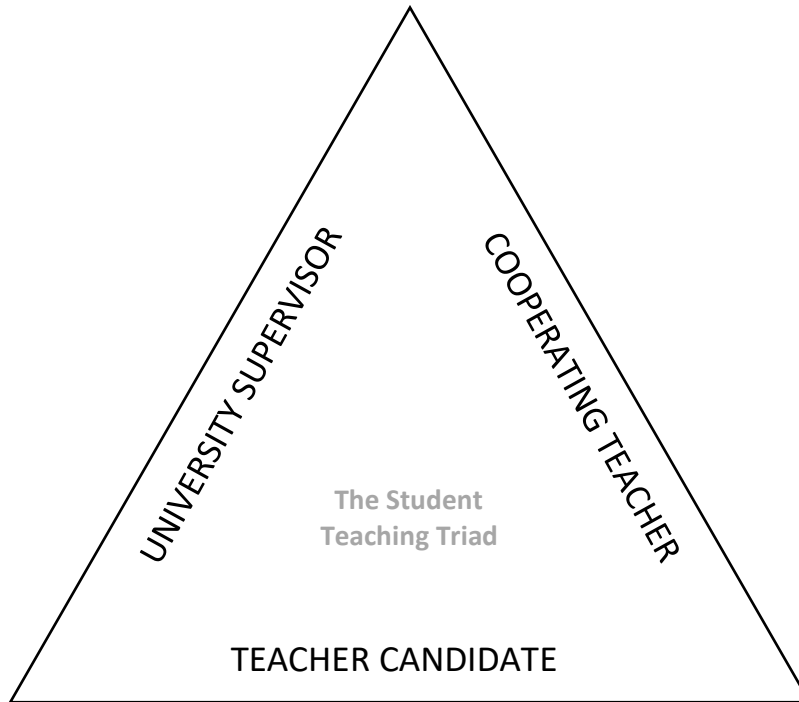 UNIVERSITY SUPERVISOR
COOPERATING TEACHER
The Student
Teaching Triad
TEACHER CANDIDATE